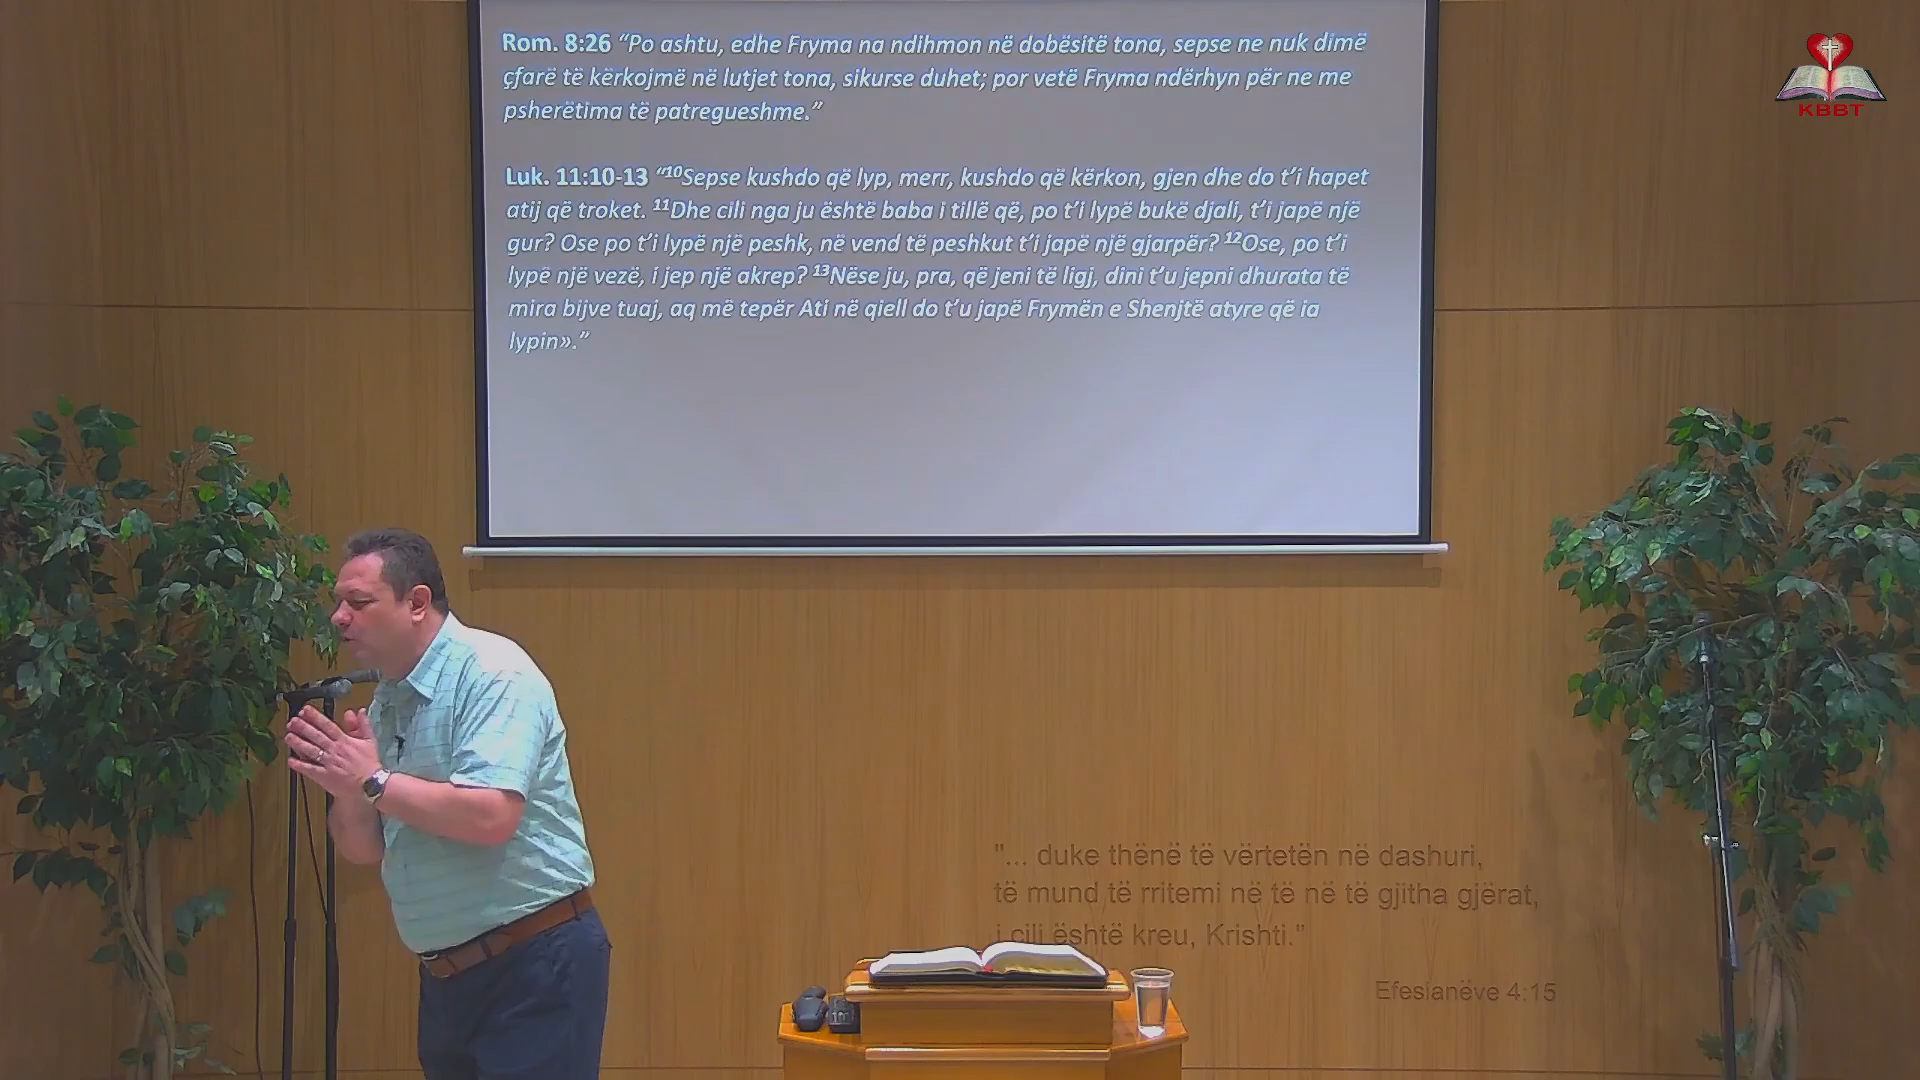 Rom. 8:26 “Po ashtu, edhe Fryma na ndihmon në dobësitë tona, sepse ne nuk dimë
çfarë të kërkojmë në lutjet tona, sikurse duhet; por vetë Fryma ndërhyn për ne me
psherëtima të patregueshme.”
Luk. 11:10-13 “¹⁰Sepse kushdo që lyp, merr, kushdo që kërkon, gjen dhe do t’i hapet
atij që troket. ¹¹Dhe cili nga ju është baba i tillë që, po t’i lypë bukë djali, t’i japë një
gur? Ose po t’i lypë një peshk, në vend të peshkut t’i japë një gjarpër? ¹²Ose, po t’i
lypë një vezë, i jep një akrep? ¹³Nëse ju, pra, që jeni të ligj, dini t’u jepni dhurata të
mira bijve tuaj, aq më tepër Ati në qiell do t’u japë Frymën e Shenjtë atyre që ia
lypin».”
KBBT
"... duke thënë të vërtetën në dashuri,
të mund të rritemi në të në të gjitha gjërat,
i cili është kreu, Krishti."
Efesianëve 4:15